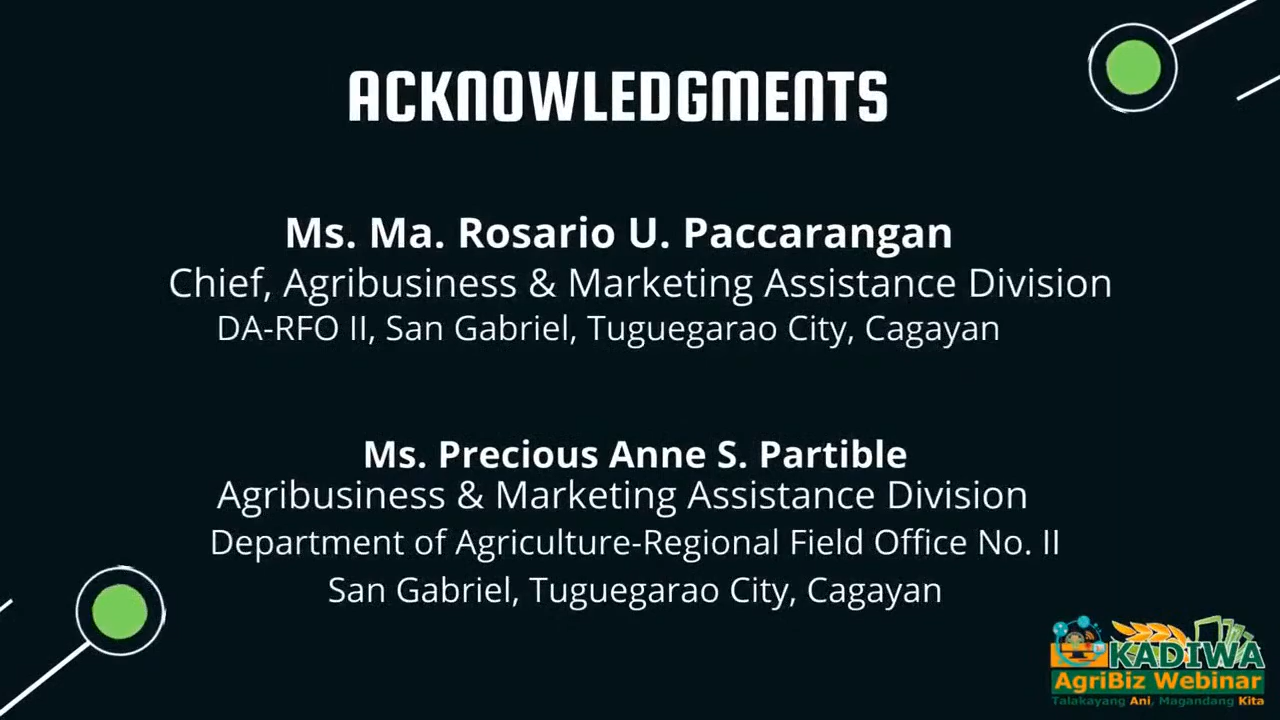 ACKNOWLEDGMENTS
Ms. Ma. Rosario U. Paccarangan
Chief, Agribusiness & Marketing Assistance Division
DA-RFO II, San Gabriel, Tuguegarao City, Cagayan
Ms. Precious Anne S. Partible
Agribusiness & Marketing Assistance Division
Department of Agriculture-Regional Field Office No. II
San Gabriel, Tuguegarao City, Cagayan
KADIWA
AgriBiz Webinar
Talakayang Ani, Magandang Kita